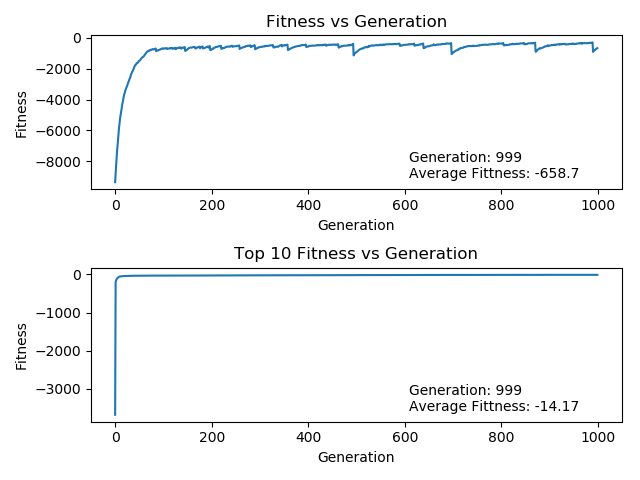 Fitness vs Generation
0
−2000
−4000
−6000
−8000
Fitness
Generation: 999
Average Fittness: -658.7
0 200 400 600 800 1000
Generation
Top 10 Fitness vs Generation
0
−1000
−2000
−3000
Fitness
Generation: 999
Average Fittness: -14.17
0 200 400 600 800 1000
Generation